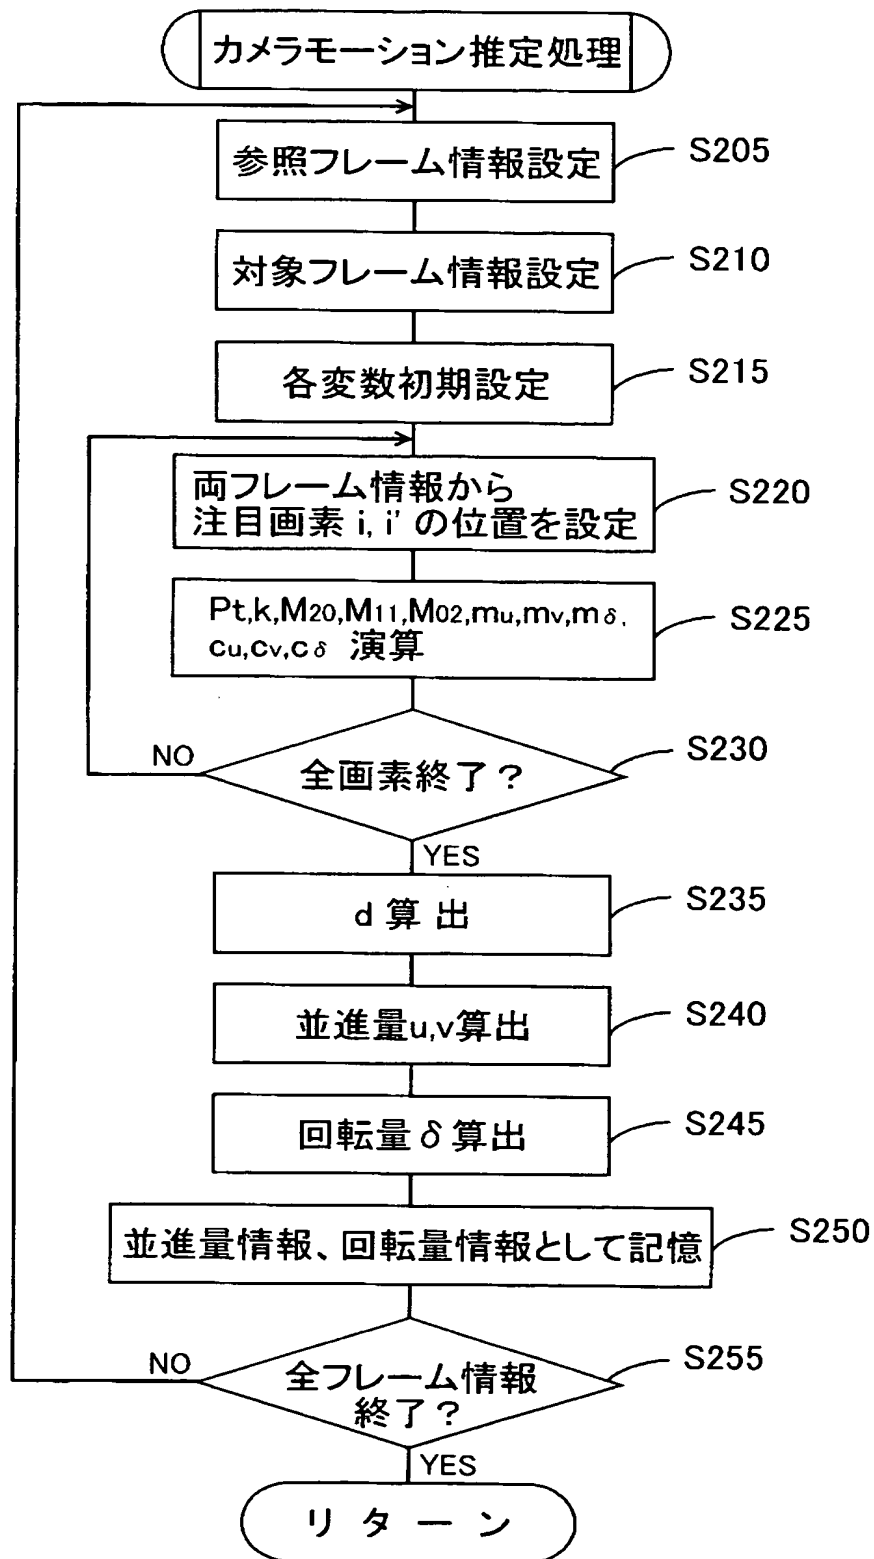 カメラモーション推定処理
参照フレーム情報設定
S205
対象フレーム情報設定
S210
各変数初期設定
S215
両フレーム情報から
注目画素 i, i' の位置を設定
S220
Pt,k,M20,M11,M02,mu,mv,mδ,
cu,cv,cδ 演算
S225
全画素終了?
S230
NO
YES
d 算 出
S235
並進量u,v算出
S240
回転量δ算出
S245
並進量情報、回転量情報として記憶
S250
全フレーム情報
終了?
S255
NO
YES
リターン